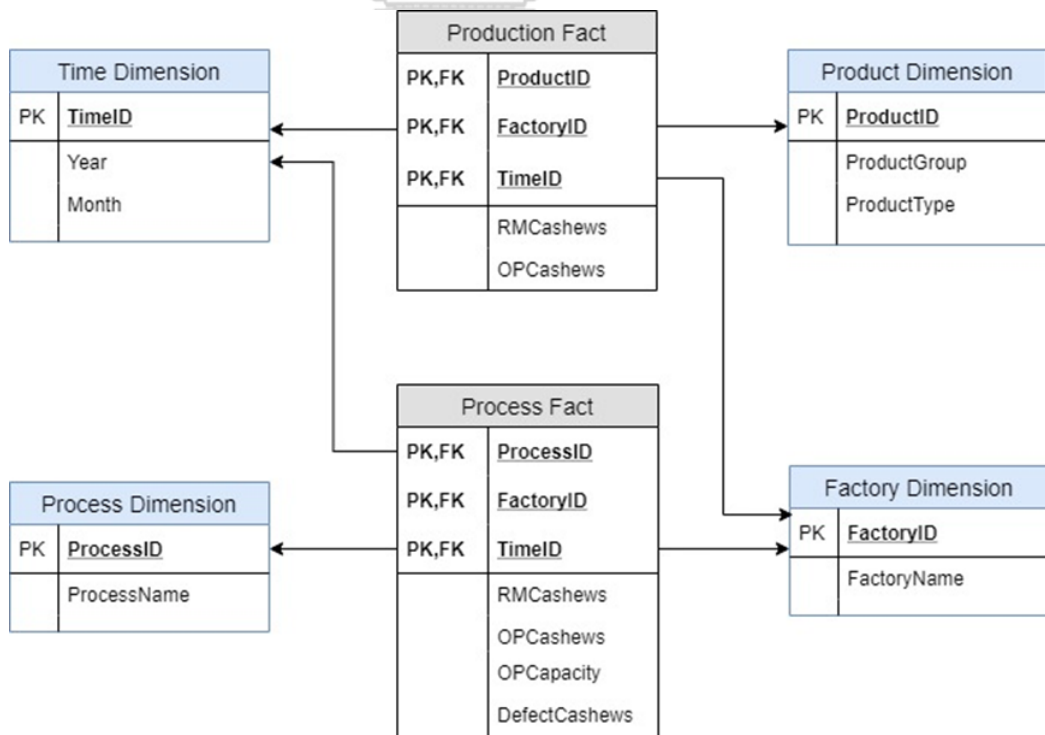 Production Fact
PK,FK ProductID
PK,FK FactoryID
PK,FK TimeID
RMCashews
OPCashews
Time Dimension
PK TimeID
Year
Month
Product Dimension
PK ProductID
ProductGroup
ProductType
Process Fact
PK,FK ProcessID
PK,FK FactoryID
PK,FK TimeID
RMCashews
OPCashews
OPCapacity
DefectCashews
Process Dimension
PK ProcessID
ProcessName
Factory Dimension
PK FactoryID
FactoryName